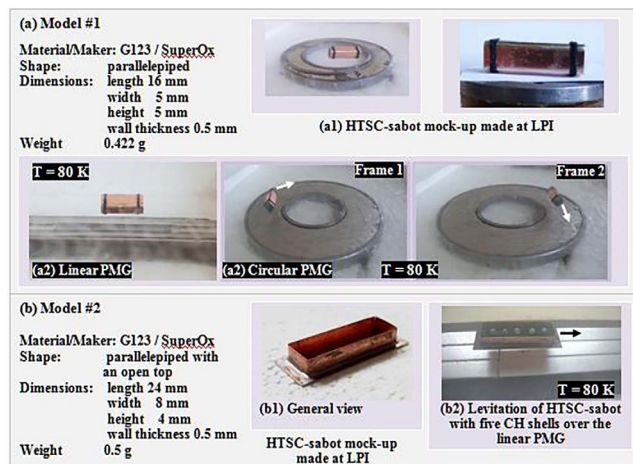 (a) Model #1
Material/Maker: G123 / SuperOx
Shape: parallelepiped
Dimensions: length 16 mm
width 5 mm
height 5 mm
wall thickness 0.5 mm
Weight 0.422 g
(a1) HTSC-sabot mock-up made at LPI
T = 80 K
(a2) Linear PMG
Frame 1
(a2) Circular PMG
Frame 2
T = 80 K
(b) Model #2
Material/Maker: G123 / SuperOx
Shape: parallelepiped with
an open top
Dimensions: length 24 mm
width 8 mm
height 4 mm
wall thickness 0.5 mm
Weight 0.5 g
(b1) General view
HTSC-sabot mock-up
made at LPI
T = 80 K
(b2) Levitation of HTSC-sabot
with five CH shells over the
linear PMG